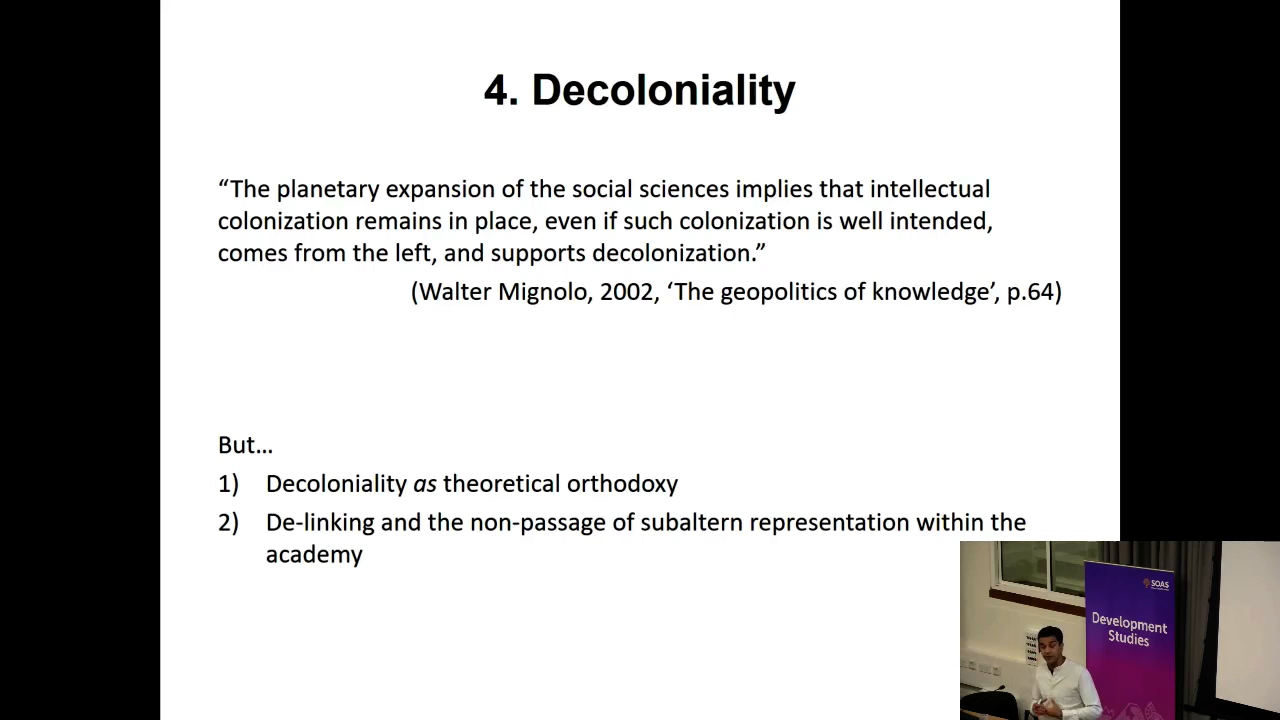 4. Decoloniality
“The planetary expansion of the social sciences implies that intellectual
colonization remains in place, even if such colonization is well intended,
comes from the left, and supports decolonization.”
(Walter Mignolo, 2002, ‘The geopolitics of knowledge’, p.64)
But…
1) Decoloniality as theoretical orthodoxy
2) De-linking and the non-passage of subaltern representation within the
academy
SOAS
Development
Studies